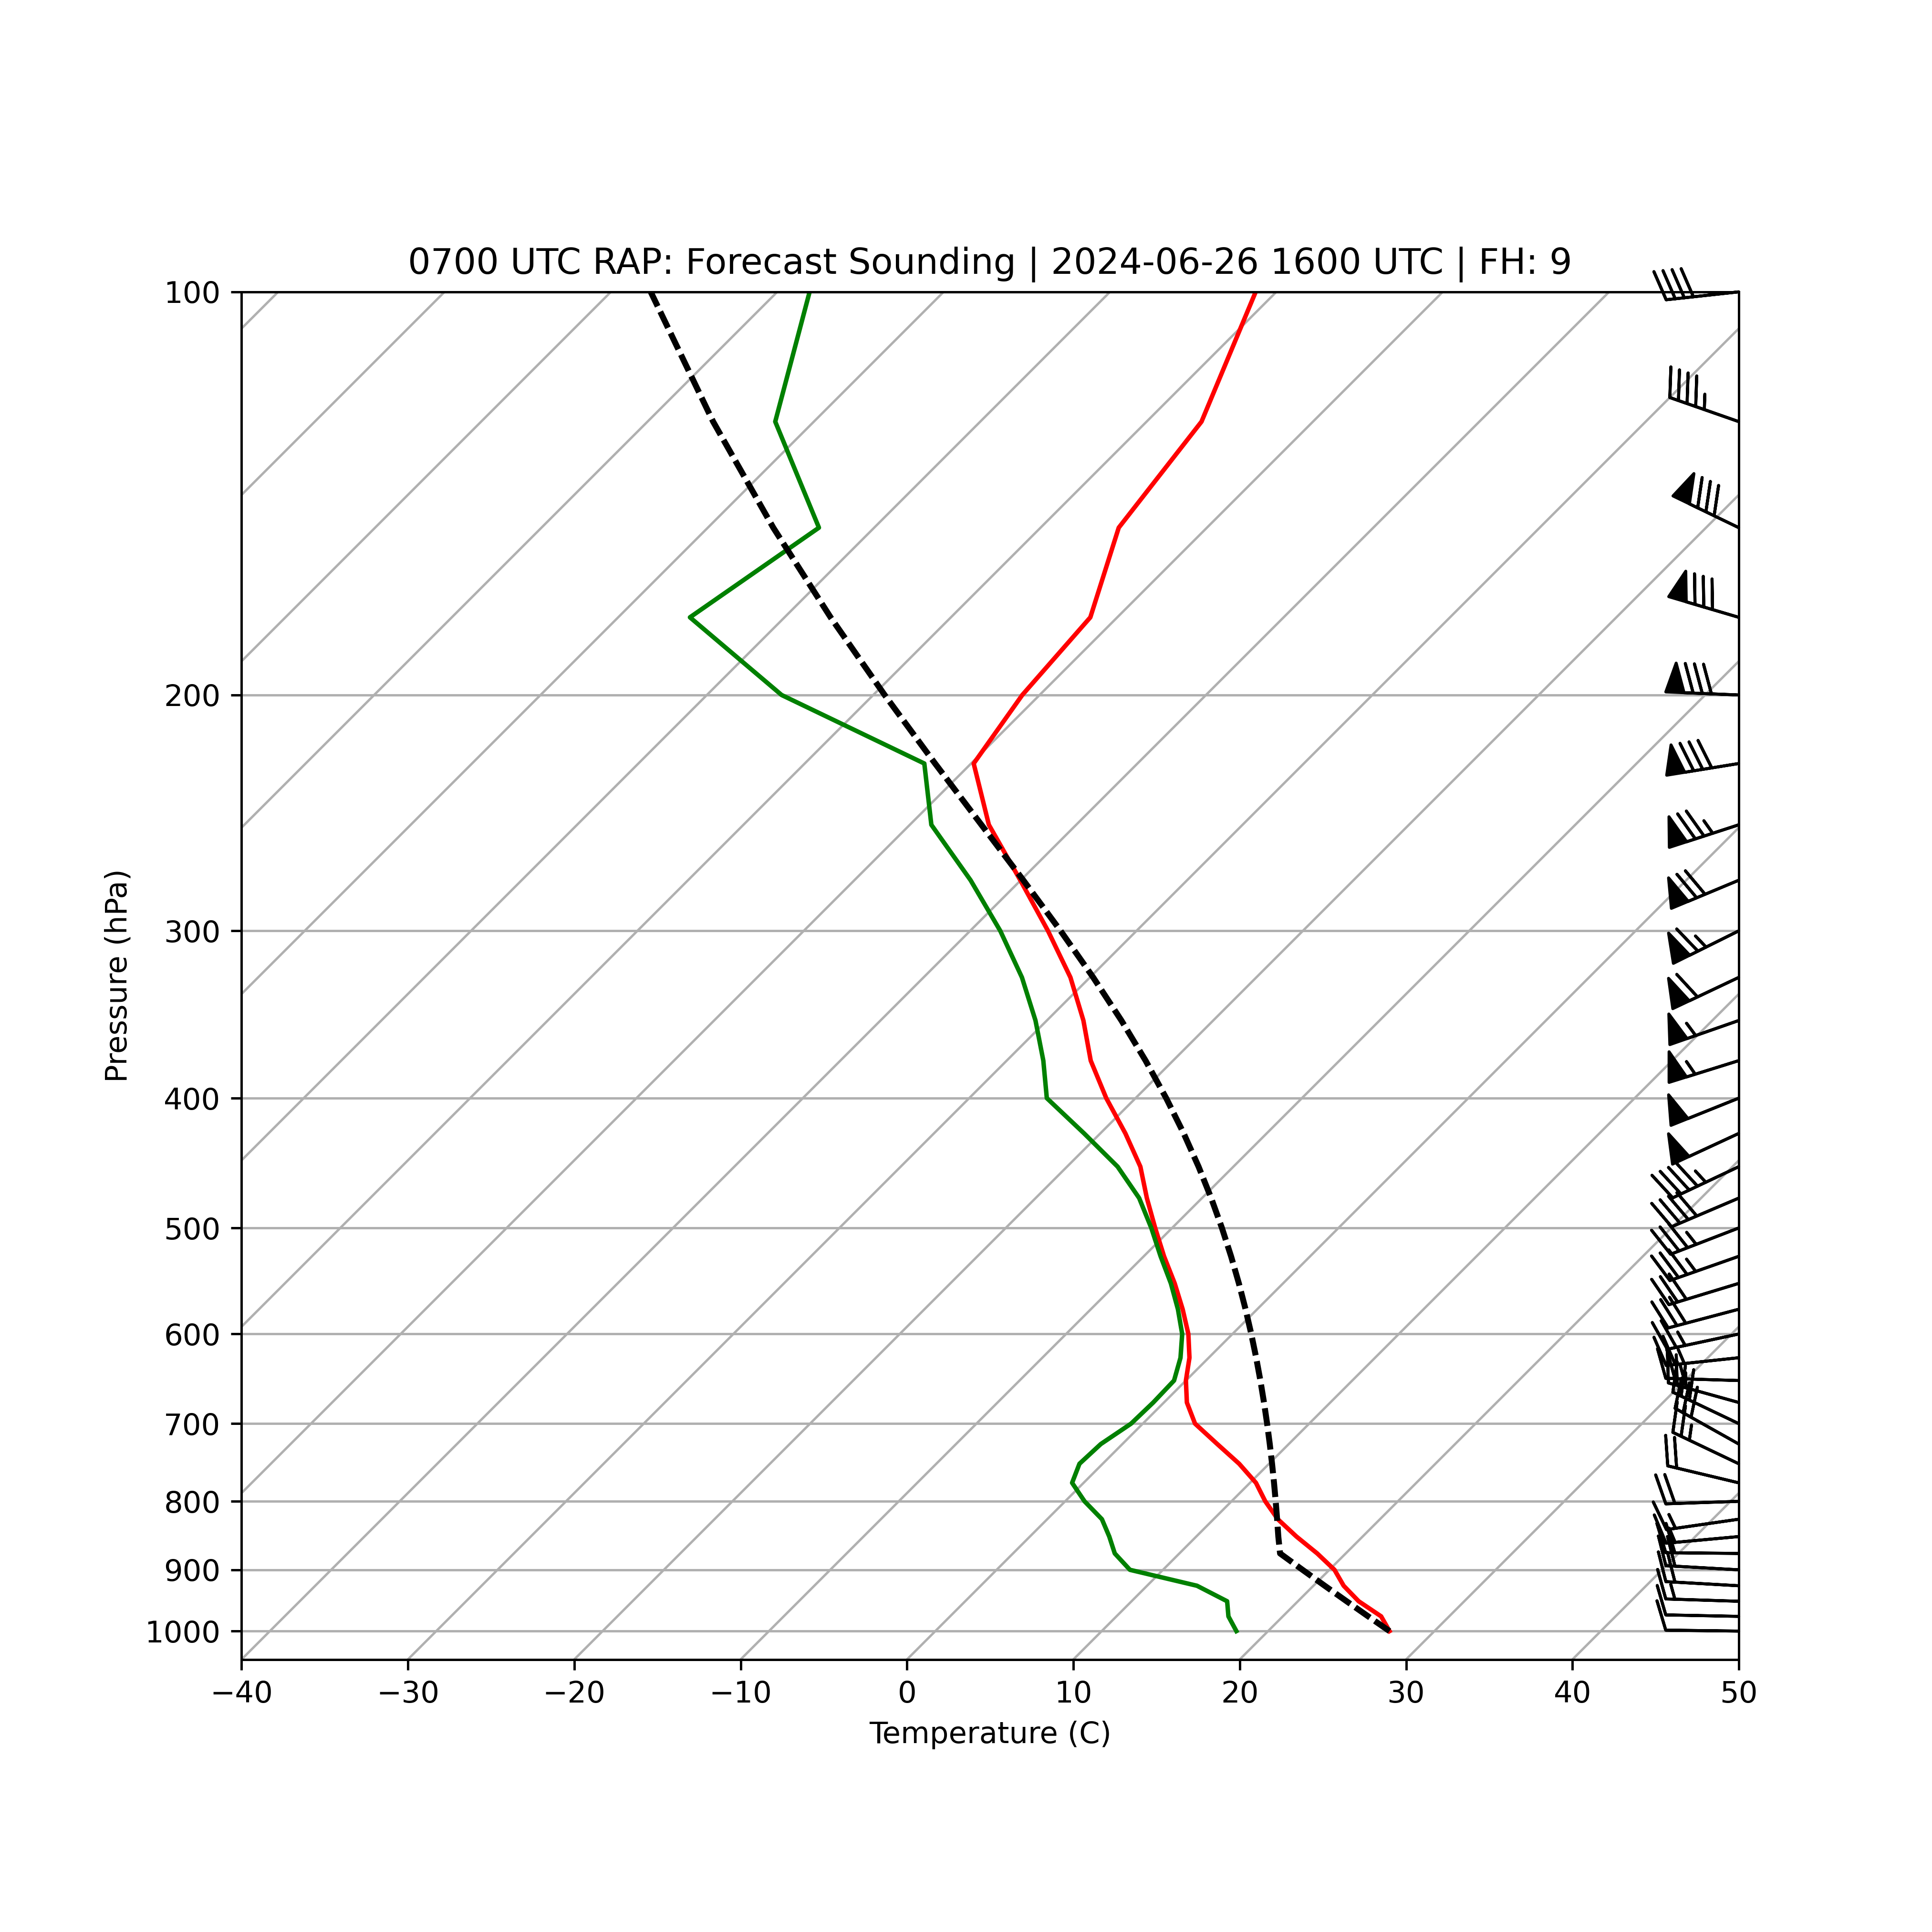 0700 UTC RAP: Forecast Sounding | 2024-06-26 1600 UTC | FH: 9
100
200
300
400
500
600
700
800
900
1000
Pressure (hPa)
−40 −30 −20 −10 0 10 20 30 40 50
Temperature (C)